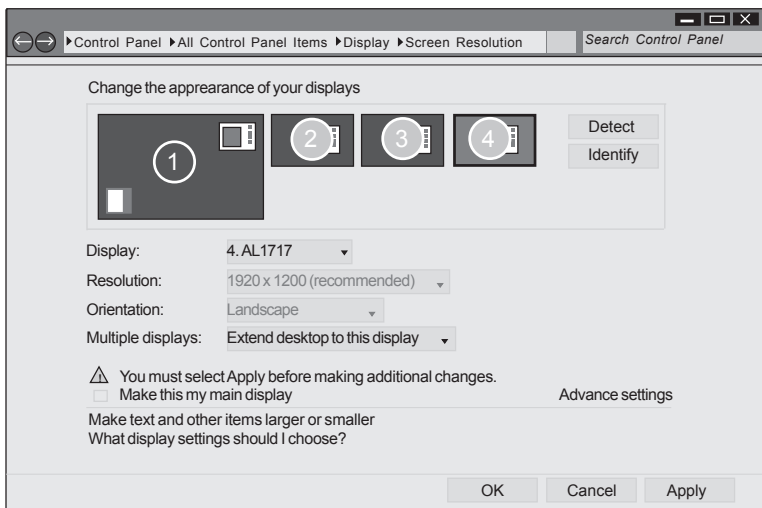 Control Panel All Control Panel Items Display Screen Resolution Search Control Panel
Change the apprearance of your displays
1 2 3 4
Detect
Identify
Display: 4. AL1717
Resolution: 1920 x 1200 (recommended)
Orientation: Landscape
Multiple displays: Extend desktop to this display
You must select Apply before making additional changes.
Make this my main display Advance settings
Make text and other items larger or smaller
What display settings should I choose?
OK Cancel Apply